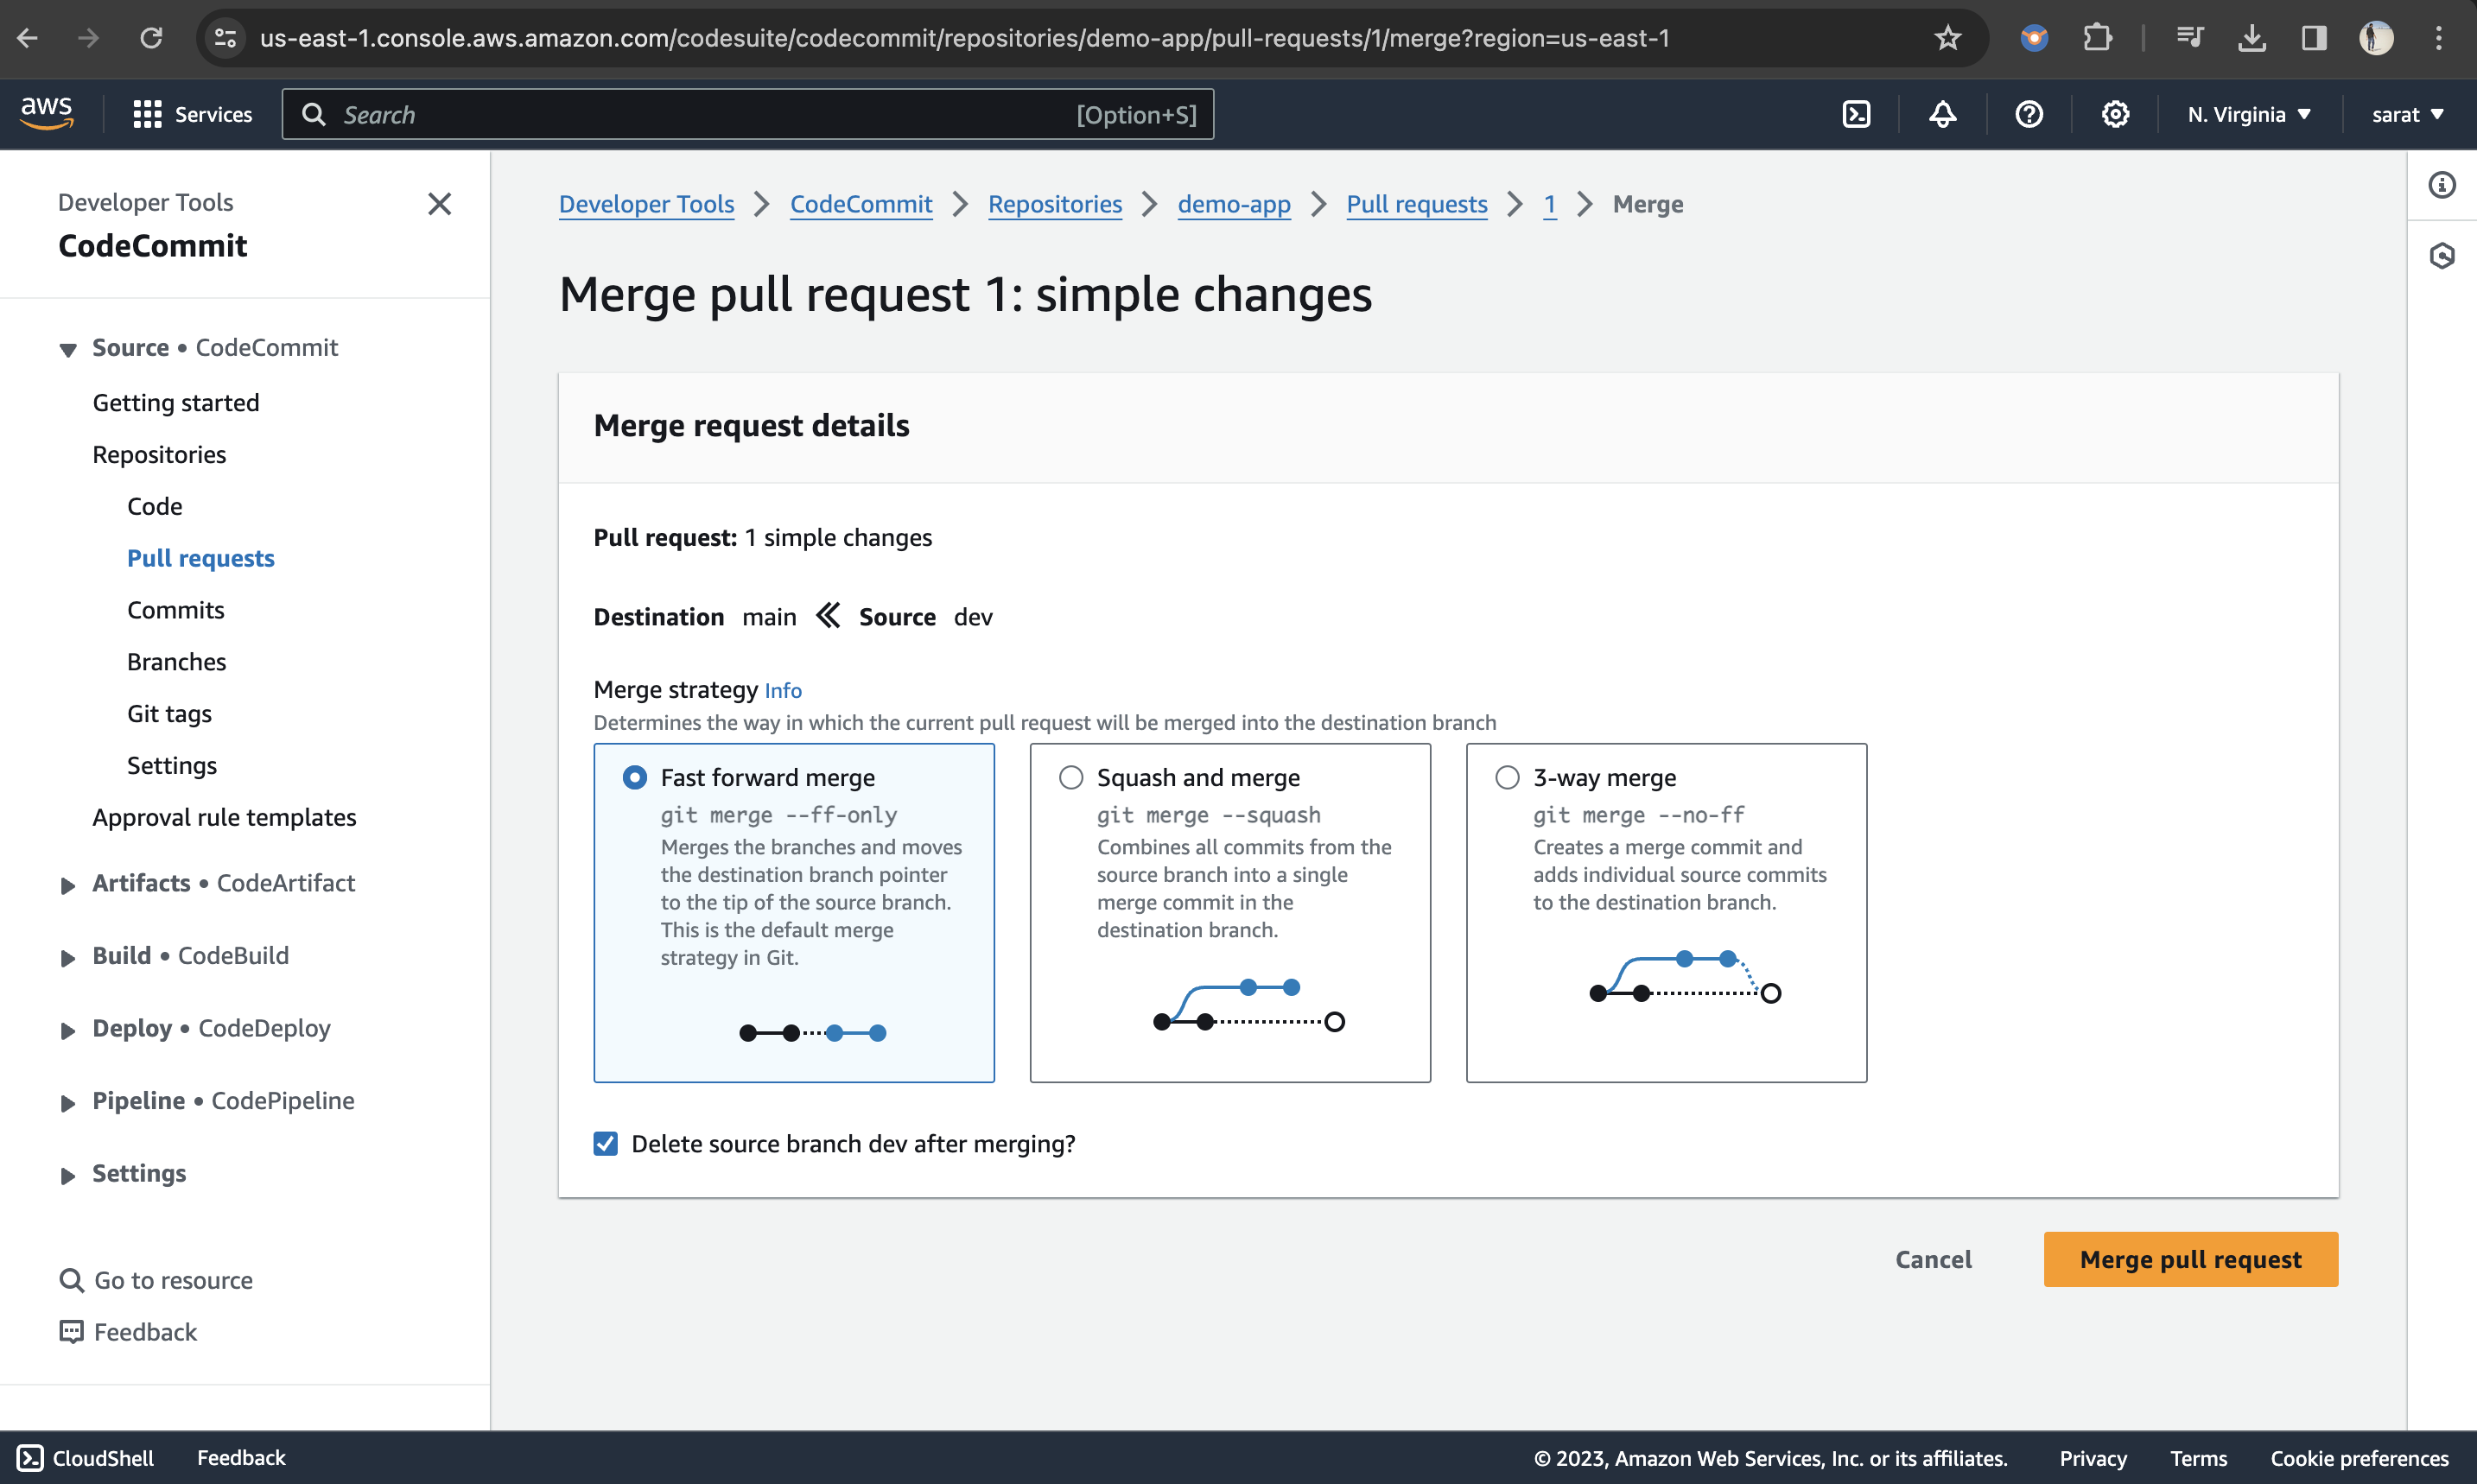 us-east-1.console.aws.amazon.com/codesuite/codecommit/repositories/demo-app/pull-requests/1/merge?region=us-east-1
aws
Services
Search
[Option+S]
N. Virginia
sarat
Developer Tools
CodeCommit
Source • CodeCommit
Getting started
Repositories
Code
Pull requests
Commits
Branches
Git tags
Settings
Approval rule templates
Artifacts • CodeArtifact
Build • CodeBuild
Deploy • CodeDeploy
Pipeline • CodePipeline
Settings
Go to resource
Feedback
Developer Tools > CodeCommit > Repositories > demo-app > Pull requests > 1 > Merge
Merge pull request 1: simple changes
Merge request details
Pull request: 1 simple changes
Destination main « Source dev
Merge strategy Info
Determines the way in which the current pull request will be merged into the destination branch
Fast forward merge
git merge --ff-only
Merges the branches and moves
the destination branch pointer
to the tip of the source branch.
This is the default merge
strategy in Git.
Squash and merge
git merge --squash
Combines all commits from the
source branch into a single
merge commit in the
destination branch.
3-way merge
git merge --no-ff
Creates a merge commit and
adds individual source commits
to the destination branch.
Delete source branch dev after merging?
Cancel
Merge pull request
CloudShell
Feedback
© 2023, Amazon Web Services, Inc. or its affiliates.
Privacy
Terms
Cookie preferences